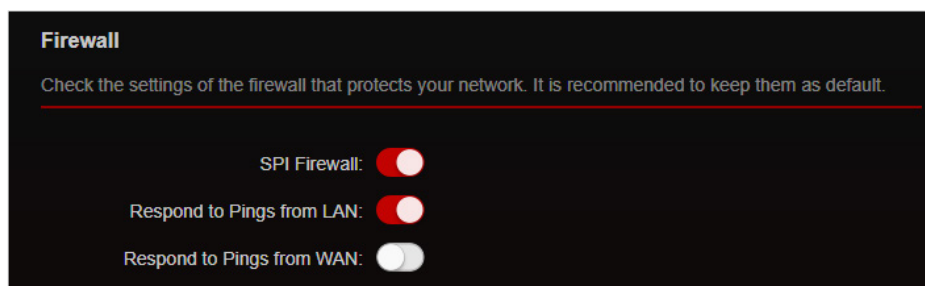 Firewall
Check the settings of the firewall that protects your network. It is recommended to keep them as default.
SPI Firewall:
Respond to Pings from LAN:
Respond to Pings from WAN: